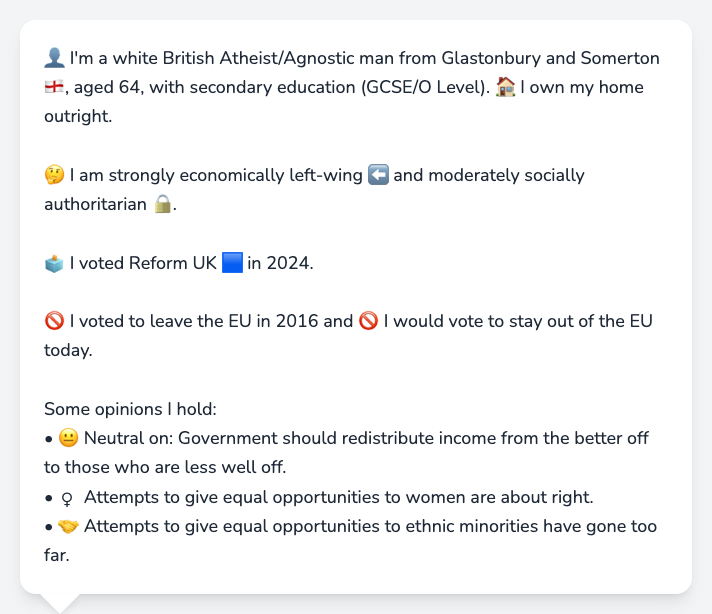 👤 I'm a white British Atheist/Agnostic man from Glastonbury and Somerton
🏴󠁧󠁢󠁥󠁮󠁧󠁿, aged 64, with secondary education (GCSE/O Level). 🏠 I own my home
outright.
🤔 I am strongly economically left-wing ⬅️ and moderately socially
authoritarian 🔒.
🗳️ I voted Reform UK 🟦 in 2024.
🚫 I voted to leave the EU in 2016 and 🚫 I would vote to stay out of the EU
today.
Some opinions I hold:
• 😐 Neutral on: Government should redistribute income from the better off
to those who are less well off.
• ♀ Attempts to give equal opportunities to women are about right.
• 🤝 Attempts to give equal opportunities to ethnic minorities have gone too
far.